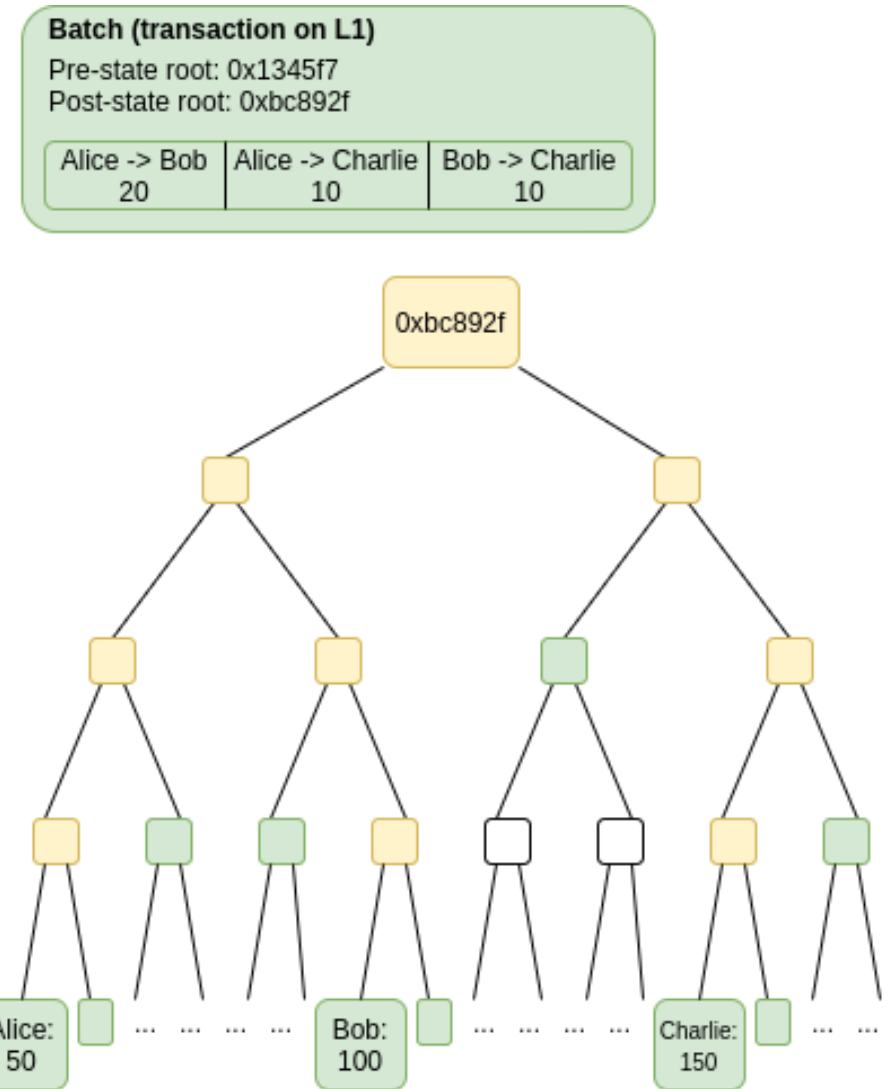 Batch (transaction on L1)
Pre-state root: 0x1345f7
Post-state root: 0xbc892f
Alice -> Bob
20
Alice -> Charlie
10
Bob -> Charlie
10
0xbc892f
Alice:
50
... ... ... ...
Bob:
100
... ... ... ...
Charlie:
150
... ...